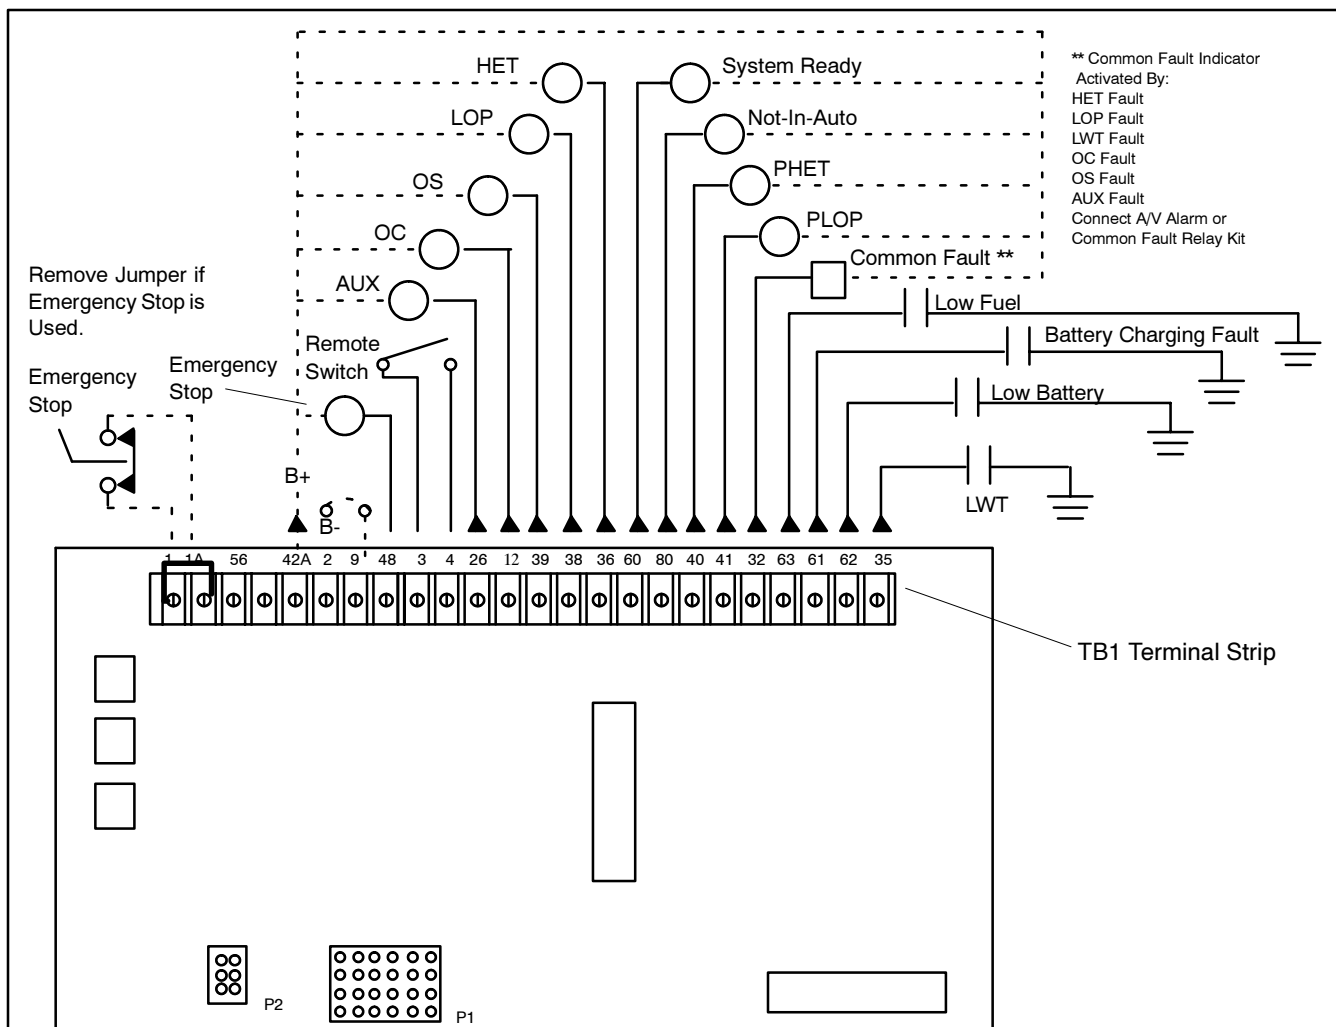 HET
System Ready
** Common Fault Indicator
Activated By:
HET Fault
LOP Fault
LWT Fault
OC Fault
OS Fault
AUX Fault
Connect A/V Alarm or
Common Fault Relay Kit
LOP
Not-In-Auto
OS
PHET
OC
PLOP
Common Fault **
AUX
Low Fuel
Battery Charging Fault
Low Battery
LWT
Remove Jumper if
Emergency Stop is
Used.
Remote
Switch
Emergency
Stop
Emergency
Stop
B+
B-
1 1A 56 42A 2 9 48 3 4 26 12 39 38 36 60 80 40 41 32 63 61 62 35
TB1 Terminal Strip
P2
P1